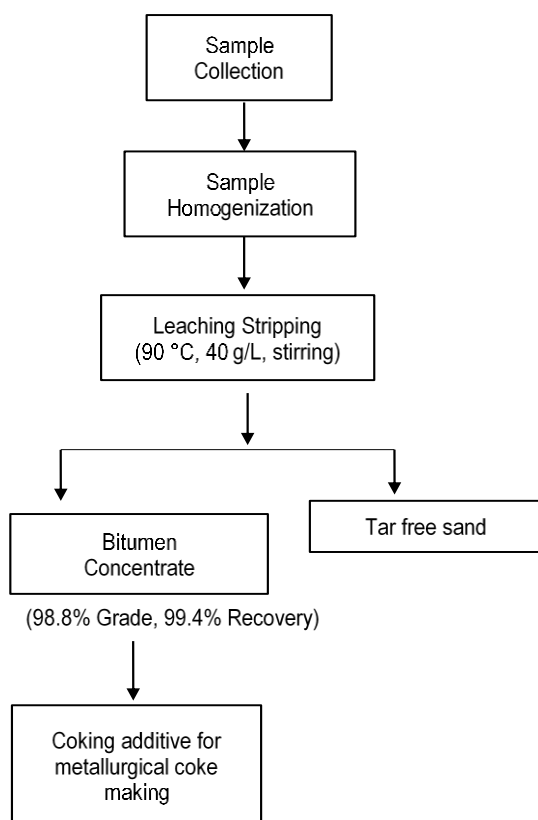 Sample
Collection
Sample
Homogenization
Leaching Stripping
(90 °C, 40 g/L, stirring)
Bitumen
Concentrate
Tar free sand
(98.8% Grade, 99.4% Recovery)
Coking additive for
metallurgical coke
making